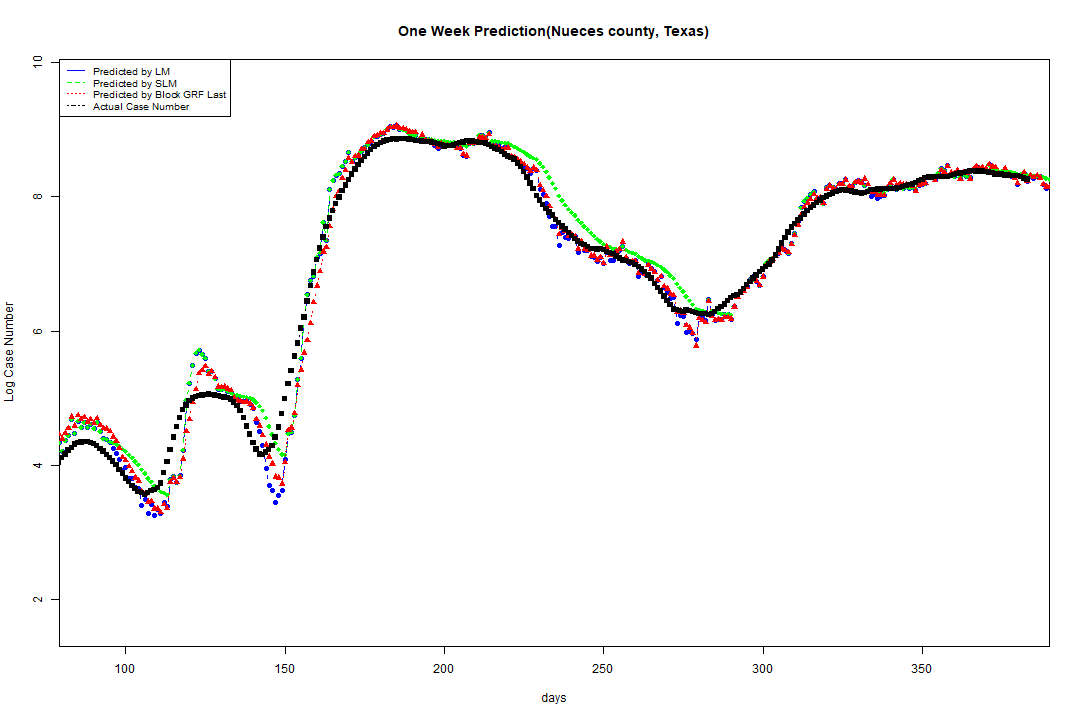 One Week Prediction(Nueces county, Texas)
Predicted by LM
Predicted by SLM
Predicted by Block GRF Last
Actual Case Number
10
8
6
4
2
Log Case Number
100 150 200 250 300 350
days